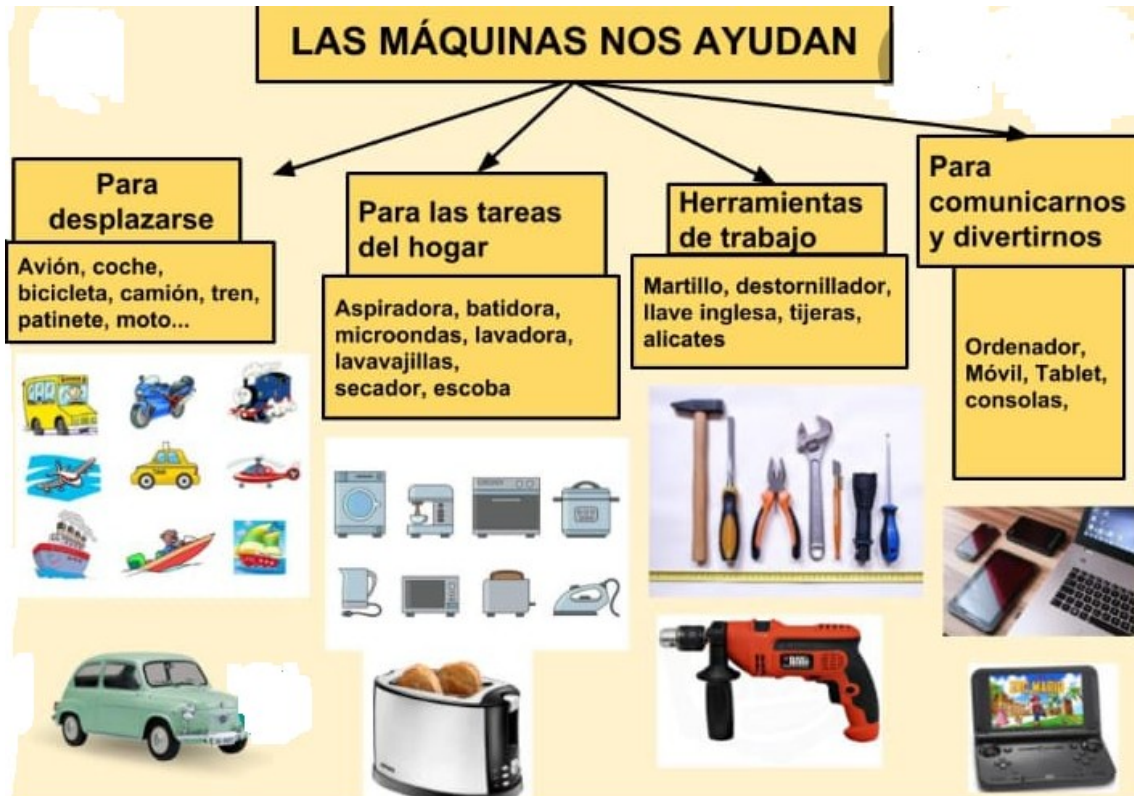 LAS MÁQUINAS NOS AYUDAN
Para
desplazarse
Avión, coche,
bicicleta, camión, tren,
patinete, moto...
Para las tareas
del hogar
Aspiradora, batidora,
microondas, lavadora,
lavavajillas,
secador, escoba
Herramientas
de trabajo
Martillo, destornillador,
llave inglesa, tijeras,
alicates
Para
comunicarnos
y divertirnos
Ordenador,
Móvil, Tablet,
consolas,